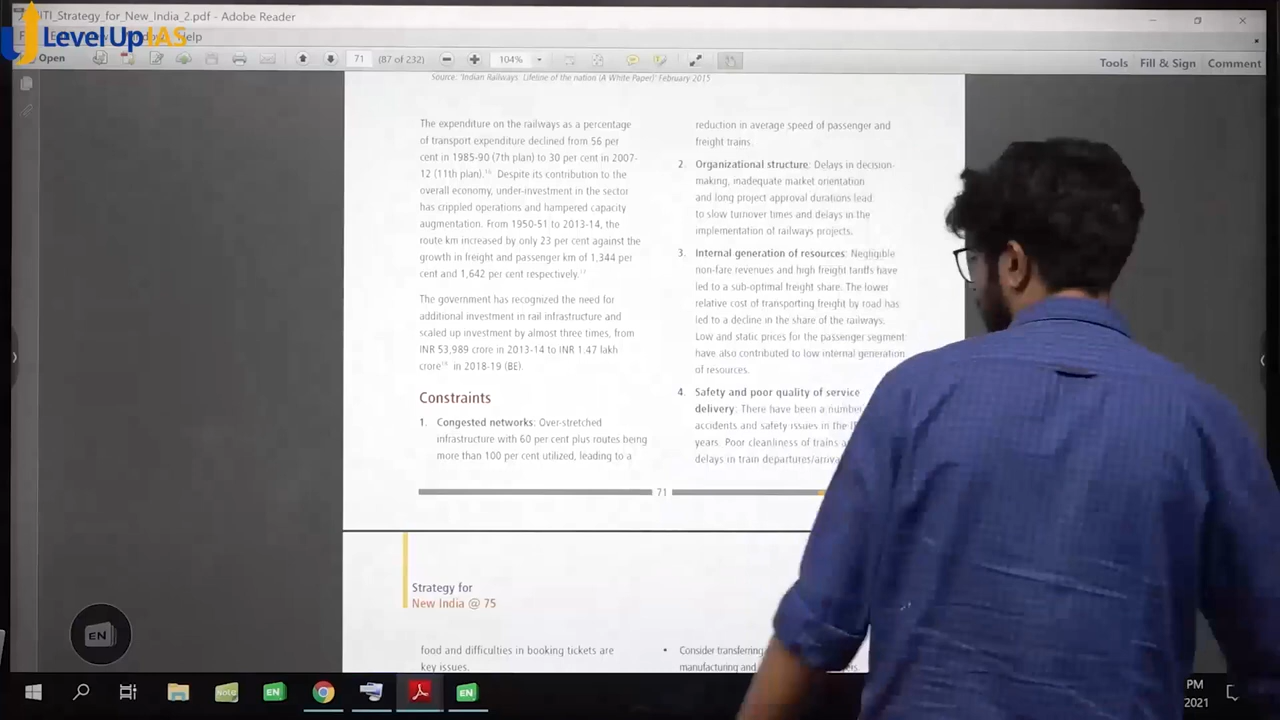 NITI_Strategy_for_New_India_2.pdf - Adobe Reader
LevelUp IAS
Help
Open
71
(87 of 232)
104%
Tools
Fill & Sign
Comment
Source: 'Indian Railways: Lifeline of the nation (A White Paper)' February 2015
The expenditure on the railways as a percentage
of transport expenditure declined from 56 per
cent in 1985-90 (7th plan) to 30 per cent in 2007-
12 (11th plan).¹⁶ Despite its contribution to the
overall economy, under-investment in the sector
has crippled operations and hampered capacity
augmentation. From 1950-51 to 2013-14, the
route km increased by only 23 per cent against the
growth in freight and passenger km of 1,344 per
cent and 1,642 per cent respectively.¹⁷
The government has recognized the need for
additional investment in rail infrastructure and
scaled up investment by almost three times, from
INR 53,989 crore in 2013-14 to INR 1.47 lakh
crore¹⁸ in 2018-19 (BE).
Constraints
1. Congested networks: Over-stretched
infrastructure with 60 per cent plus routes being
more than 100 per cent utilized, leading to a
reduction in average speed of passenger and
freight trains.
2. Organizational structure: Delays in decision-
making, inadequate market orientation
and long project approval durations lead
to slow turnover times and delays in the
implementation of railways projects.
3. Internal generation of resources: Negligible
non-fare revenues and high freight tariffs have
led to a sub-optimal freight share. The lower
relative cost of transporting freight by road has
led to a decline in the share of the railways.
Low and static prices for the passenger segment
have also contributed to low internal generation
of resources.
4. Safety and poor quality of service
delivery: There have been a number
accidents and safety issues in the
years. Poor cleanliness of trains
delays in train departures/arriva
71
Strategy for
New India @ 75
food and difficulties in booking tickets are
key issues.
• Consider transferring
manufacturing and
EN
Note
EN
EN
PM
2021